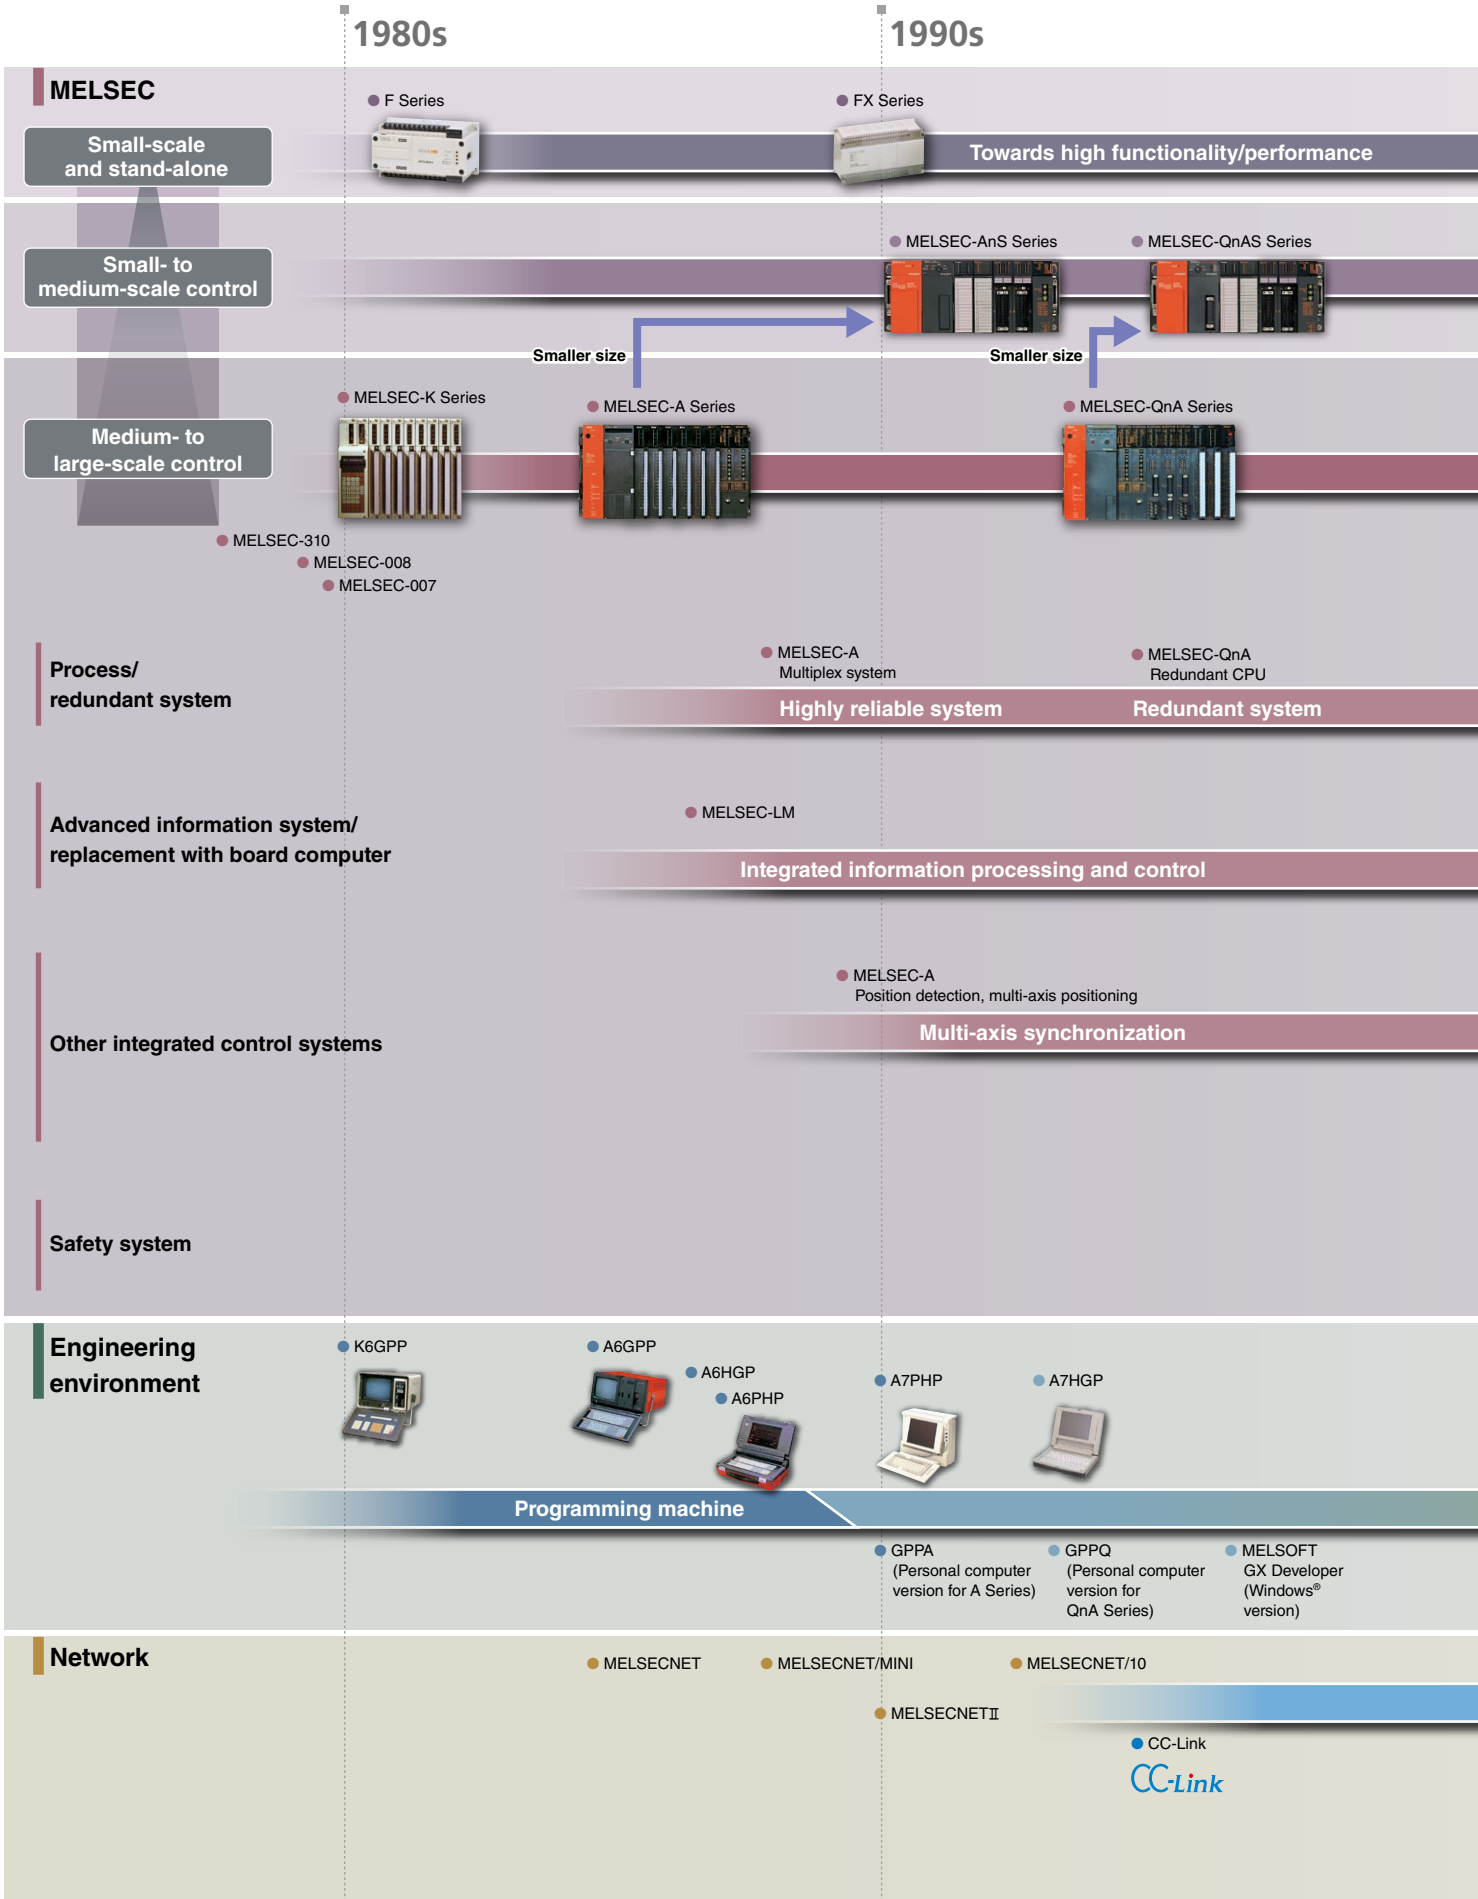 1980s
1990s
MELSEC
F Series
FX Series
Small-scale
and stand-alone
Towards high functionality/performance
MELSEC-AnS Series
MELSEC-QnAS Series
Small- to
medium-scale control
Smaller size
Smaller size
MELSEC-K Series
MELSEC-A Series
MELSEC-QnA Series
Medium- to
large-scale control
MELSEC-310
MELSEC-008
MELSEC-007
Process/
redundant system
MELSEC-A
Multiplex system
MELSEC-QnA
Redundant CPU
Highly reliable system
Redundant system
Advanced information system/
replacement with board computer
MELSEC-LM
Integrated information processing and control
Other integrated control systems
MELSEC-A
Position detection, multi-axis positioning
Multi-axis synchronization
Safety system
Engineering
environment
K6GPP
A6GPP
A6HGP
A6PHP
A7PHP
A7HGP
Programming machine
GPPA
(Personal computer
version for A Series)
GPPQ
(Personal computer
version for
QnA Series)
MELSOFT
GX Developer
(Windows®
version)
Network
MELSECNET
MELSECNET/MINI
MELSECNET/10
MELSECNETⅡ
CC-Link
CC-Link